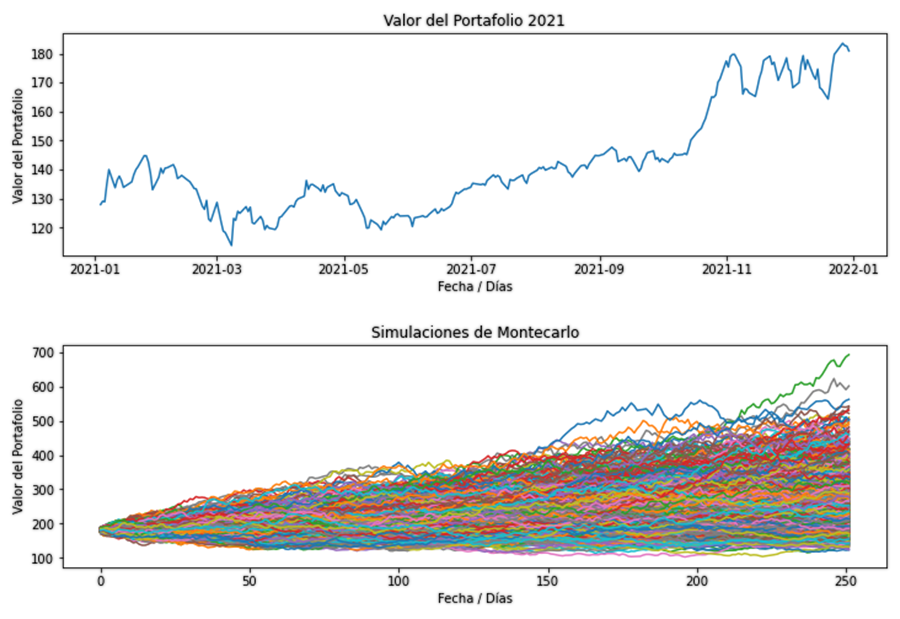 Valor del Portafolio 2021
Valor del Portafolio
180
170
160
150
140
130
120
2021-01 2021-03 2021-05 2021-07 2021-09 2021-11 2022-01
Fecha / Días
Simulaciones de Montecarlo
Valor del Portafolio
700
600
500
400
300
200
100
0 50 100 150 200 250
Fecha / Días